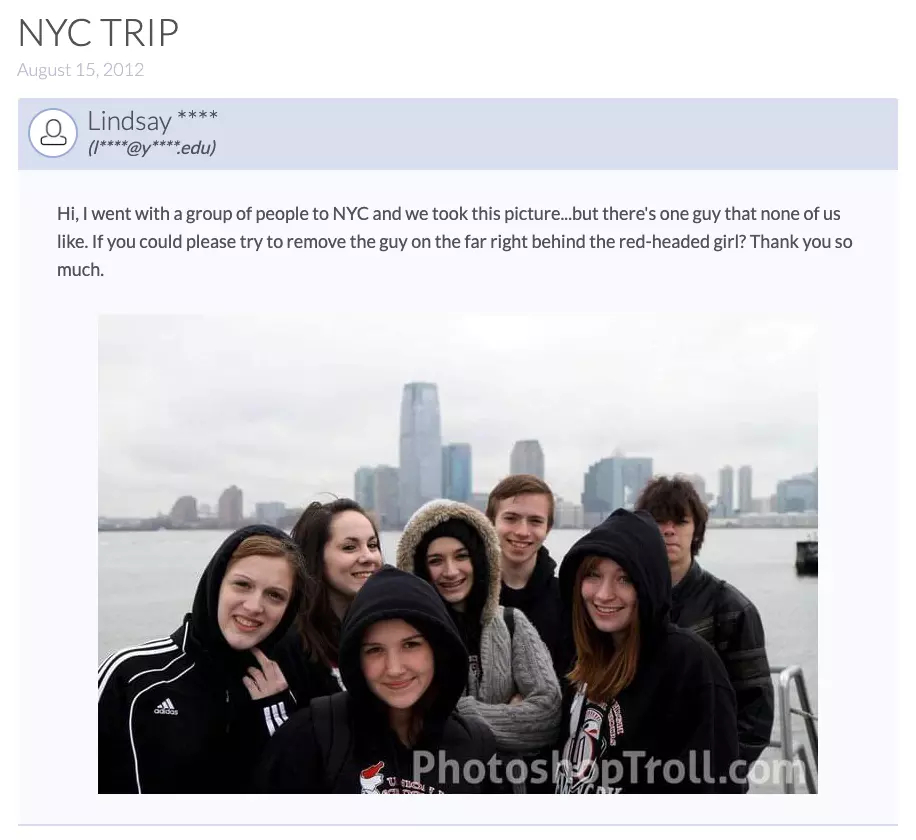 NYC TRIP
August 15, 2012
Lindsay ****
(l****@y****.edu)
Hi, I went with a group of people to NYC and we took this picture...but there's one guy that none of us
like. If you could please try to remove the guy on the far right behind the red-headed girl? Thank you so
much.
adidas
PhotoshopTroll.com